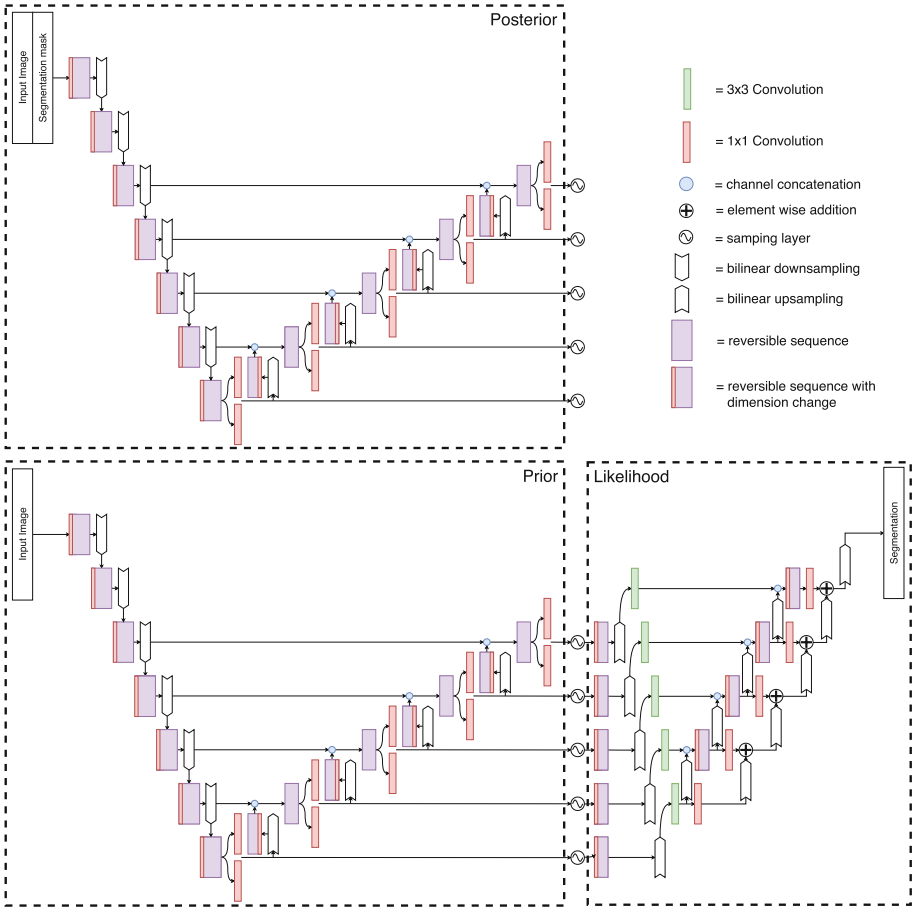 Posterior
Input Image
Segmentation mask
= 3x3 Convolution
= 1x1 Convolution
= channel concatenation
= element wise addition
= samping layer
= bilinear downsampling
= bilinear upsampling
= reversible sequence
= reversible sequence with
dimension change
Prior
Input Image
Likelihood
Segmentation